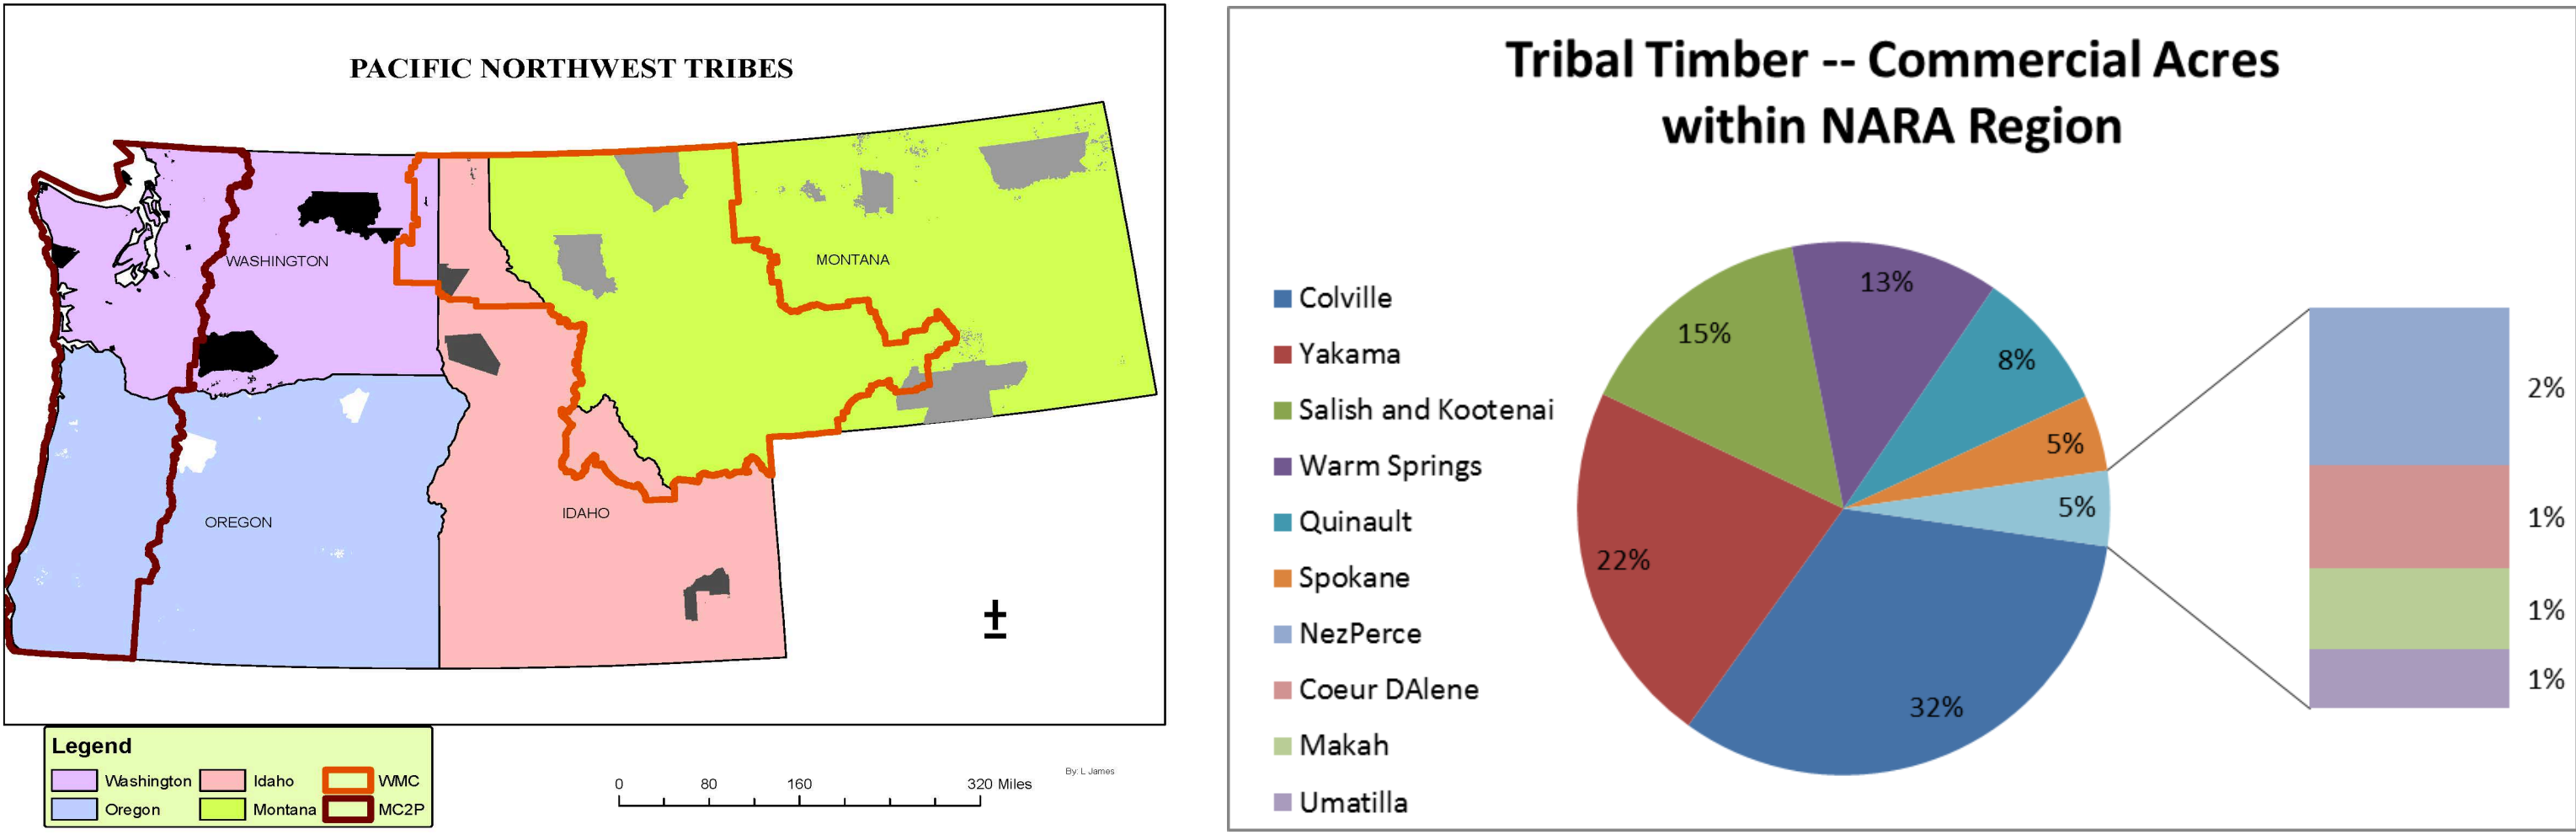 PACIFIC NORTHWEST TRIBES
WASHINGTON
MONTANA
OREGON
IDAHO
±
Legend
Washington
Idaho
WMC
Oregon
Montana
MC2P
0 80 160 320 Miles
By: L James
Tribal Timber -- Commercial Acres
within NARA Region
Colville
Yakama
Salish and Kootenai
Warm Springs
Quinault
Spokane
NezPerce
Coeur DAlene
Makah
Umatilla
13%
15%
8%
5%
5%
22%
32%
2%
1%
1%
1%